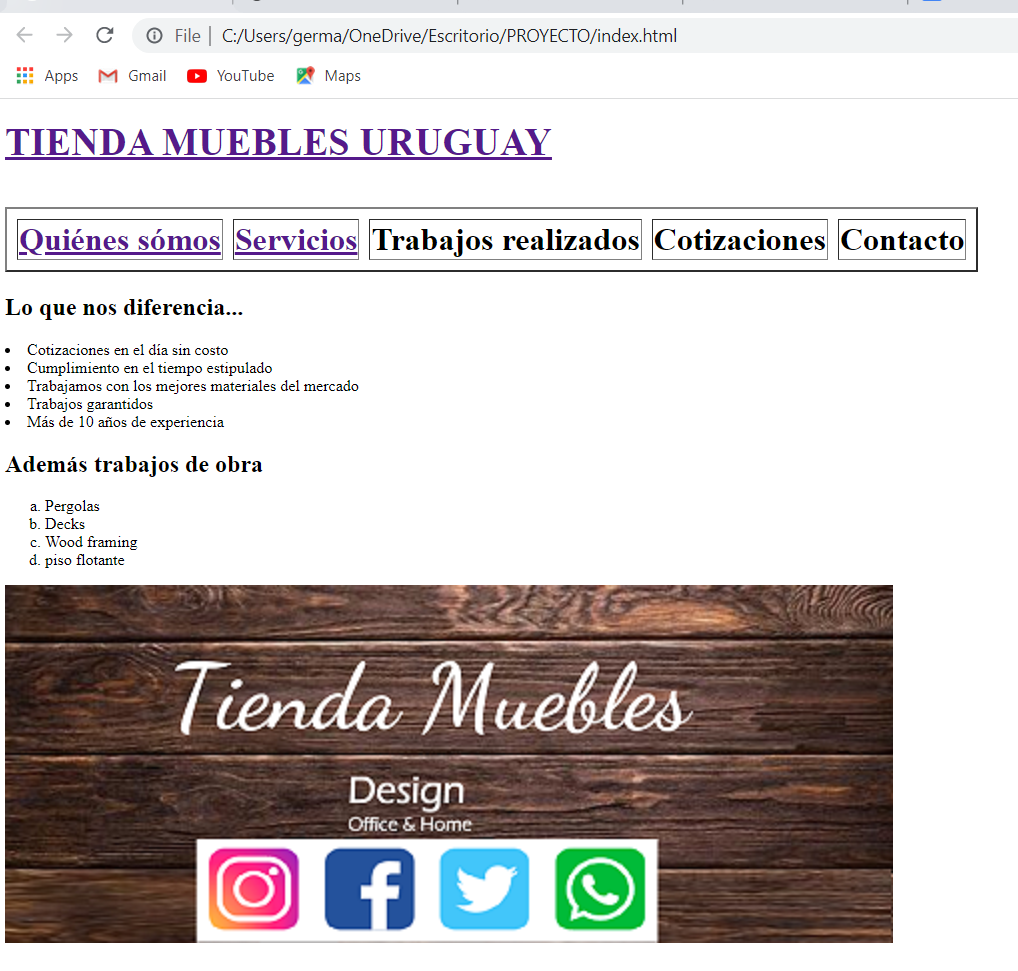 File | C:/Users/germa/OneDrive/Escritorio/PROYECTO/index.html
Apps Gmail YouTube Maps
TIENDA MUEBLES URUGUAY
Quiénes sómos Servicios Trabajos realizados Cotizaciones Contacto
Lo que nos diferencia...
• Cotizaciones en el día sin costo
• Cumplimiento en el tiempo estipulado
• Trabajamos con los mejores materiales del mercado
• Trabajos garantidos
• Más de 10 años de experiencia
Además trabajos de obra
a. Pergolas
b. Decks
c. Wood framing
d. piso flotante
Tienda Muebles
Design
Office & Home